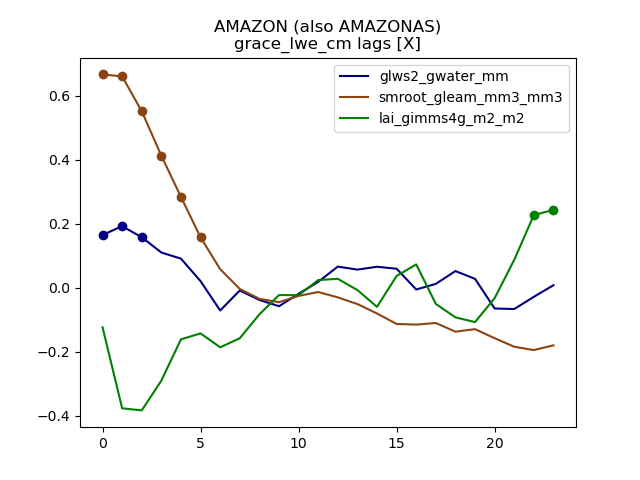 AMAZON (also AMAZONAS)
grace_lwe_cm lags [X]
glws2_gwater_mm
smroot_gleam_mm3_mm3
lai_gimms4g_m2_m2
0.6
0.4
0.2
0.0
−0.2
−0.4
0 5 10 15 20